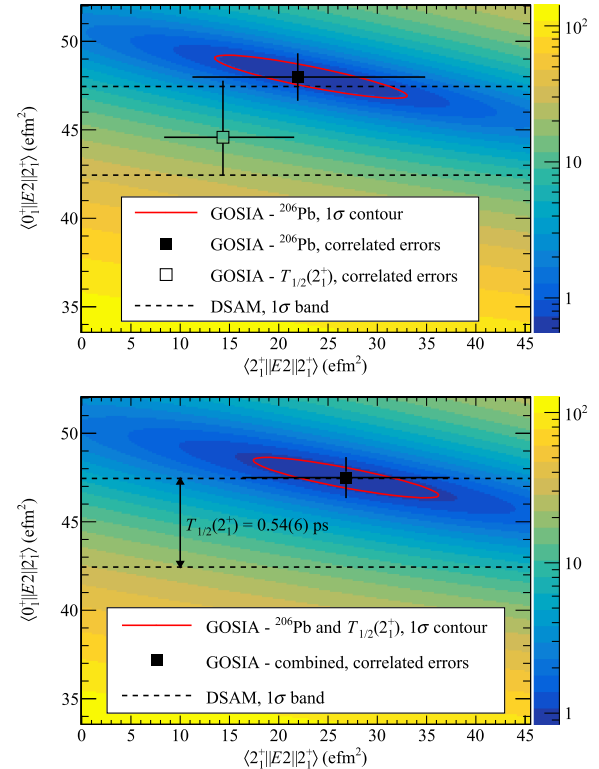 ⟨0₁⁺||E2||2₁⁺⟩ (efm²)
50
45
40
35
10²
10
1
GOSIA - ²⁰⁶Pb, 1σ contour
GOSIA - ²⁰⁶Pb, correlated errors
GOSIA - T₁/₂(2₁⁺), correlated errors
DSAM, 1σ band
0 5 10 15 20 25 30 35 40 45
⟨2₁⁺||E2||2₁⁺⟩ (efm²)
⟨0₁⁺||E2||2₁⁺⟩ (efm²)
50
45
40
35
10²
10
1
T₁/₂(2₁⁺) = 0.54(6) ps
GOSIA - ²⁰⁶Pb and T₁/₂(2₁⁺), 1σ contour
GOSIA - combined, correlated errors
DSAM, 1σ band
0 5 10 15 20 25 30 35 40 45
⟨2₁⁺||E2||2₁⁺⟩ (efm²)